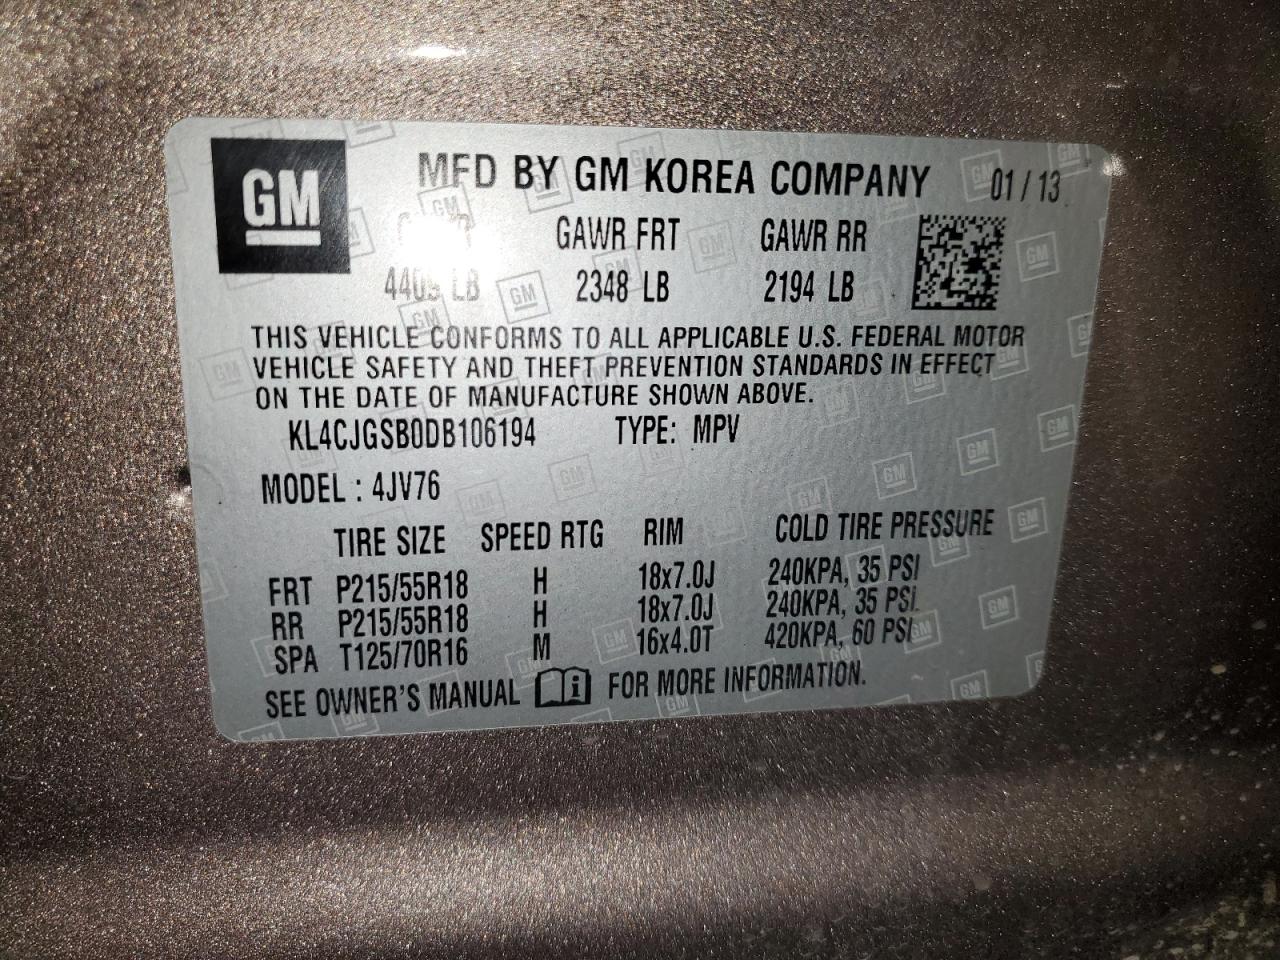 GM
MFD BY GM KOREA COMPANY 01 / 13
GAWR FRT GAWR RR
LB 2348 LB 2194 LB
THIS VEHICLE CONFORMS TO ALL APPLICABLE U.S. FEDERAL MOTOR
VEHICLE SAFETY AND THEFT PREVENTION STANDARDS IN EFFECT
ON THE DATE OF MANUFACTURE SHOWN ABOVE.
KL4CJGSB0DB106194 TYPE: MPV
MODEL : 4JV76
TIRE SIZE SPEED RTG RIM COLD TIRE PRESSURE
FRT P215/55R18 H 18x7.0J 240KPA, 35 PSI
RR P215/55R18 H 18x7.0J 240KPA, 35 PSI
SPA T125/70R16 M 16x4.0T 420KPA, 60 PSI
SEE OWNER'S MANUAL FOR MORE INFORMATION.